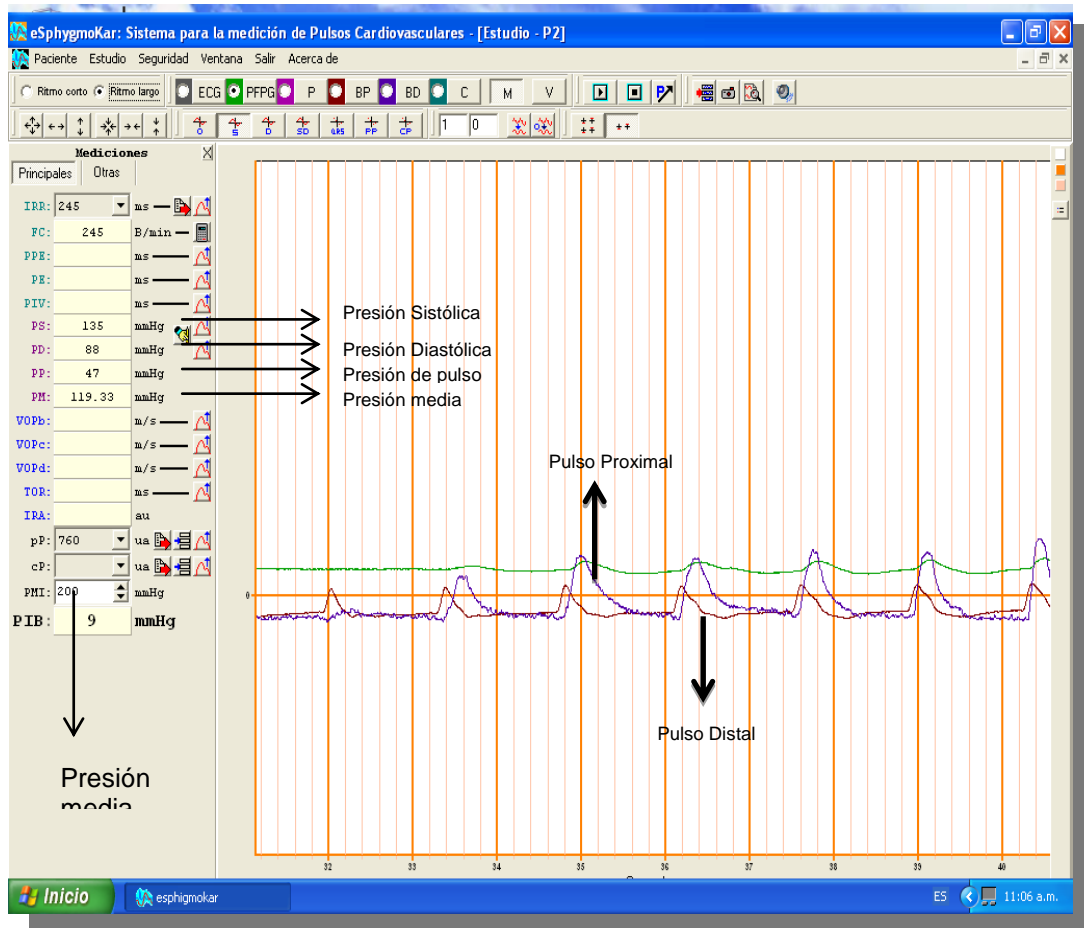 eSphygmoKar: Sistema para la medición de Pulsos Cardiovasculares - [Estudio - P2]
Paciente Estudio Seguridad Ventana Salir Acerca de
Ritmo corto Ritmo largo ECG PFPG P BP BD C M V
O S D SD QRS PP CP 1 0
Mediciones
Principales Otras
IRR: 245 ms
FC: 245 B/min
PPE: ms
PE: ms
PIV: ms
PS: 135 mmHg
PD: 88 mmHg
PP: 47 mmHg
PM: 119.33 mmHg
VOPb: m/s
VOPc: m/s
VOPd: m/s
TOR: ms
IRA: au
pP: 760 ua
cP: ua
PMI: 200 mmHg
PIB: 9 mmHg
Presión Sistólica
Presión Diastólica
Presión de pulso
Presión media
Pulso Proximal
0
Pulso Distal
Presión
media
32 33 34 35 36 37 38 39 40
Inicio esphigmokar ES 11:06 a.m.